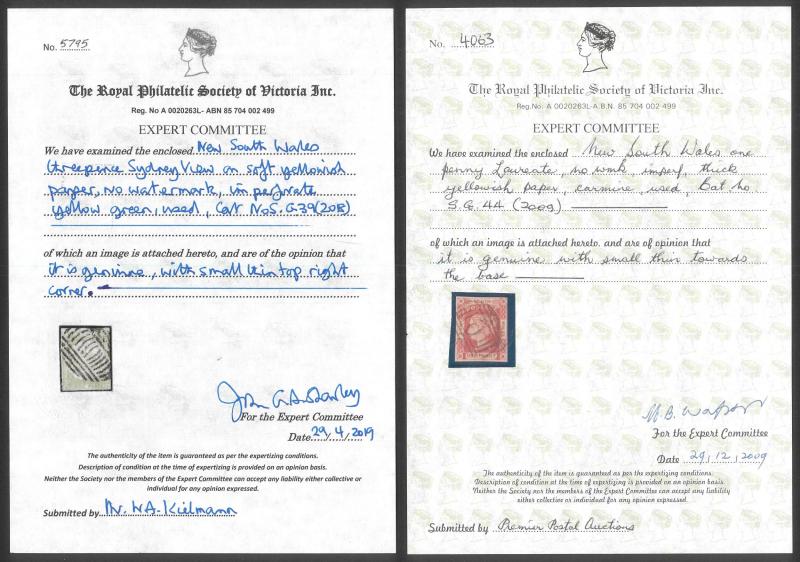 No. 5795
The Royal Philatelic Society of Victoria Inc.
Reg. No A 0020263L- ABN 85 704 002 499
EXPERT COMMITTEE
We have examined the enclosed New South Wales
threepence Sydney View on soft yellowish
paper, no watermark, imperforate
yellow green, used, Cat No S.G 39 (2018)
of which an image is attached hereto, and are of the opinion that
it is genuine, with small thin top right
corner.
For the Expert Committee
Date 29/4/2019
The authenticity of the item is guaranteed as per the expertizing conditions.
Description of condition at the time of expertizing is provided on an opinion basis.
Neither the Society nor the members of the Expert Committee can accept any liability either collective or
individual for any opinion expressed.
Submitted by Mr. W.A. Kielmann
No. 4063
The Royal Philatelic Society of Victoria Inc.
Reg. No: A 0020263L-A.B.N. 85 704 002 499
EXPERT COMMITTEE
We have examined the enclosed New South Wales one
penny Laureate, no wmk, imperf, thick
yellowish paper, carmine, used, Cat no.
S.G. 44 (2009)
of which an image is attached hereto, and are of opinion that
it is genuine with small thin towards
the base
M. B. Watson
For the Expert Committee
Date 29/12/2009
The authenticity of the item is guaranteed as per the expertizing conditions.
Description of condition at the time of expertizing is provided on an opinion basis.
Neither the Society nor the members of the Expert Committee can accept any liability
either collective or individual for any opinion expressed.
Submitted by Premier Postal Auctions